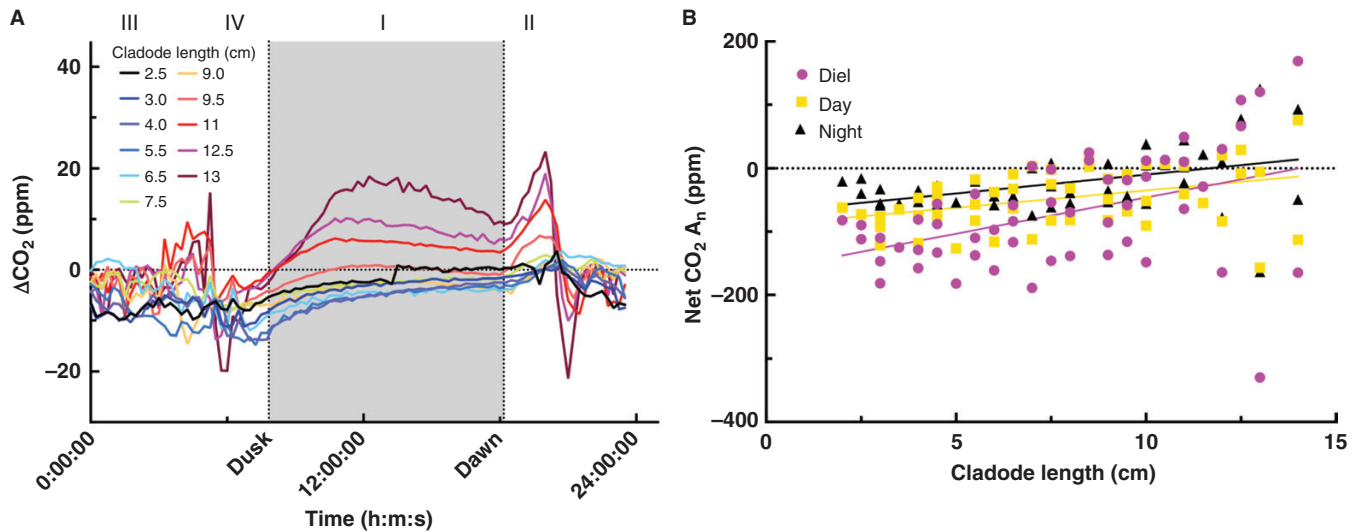 A
III IV I II
ΔCO2 (ppm)
40
20
0
–20
Cladode length (cm)
2.5 9.0
3.0 9.5
4.0 11
5.5 12.5
6.5 13
7.5
0:00:00 Dusk 12:00:00 Dawn 24:00:00
Time (h:m:s)
B
Net CO2 An (ppm)
200
0
–200
–400
Diel
Day
Night
0 5 10 15
Cladode length (cm)